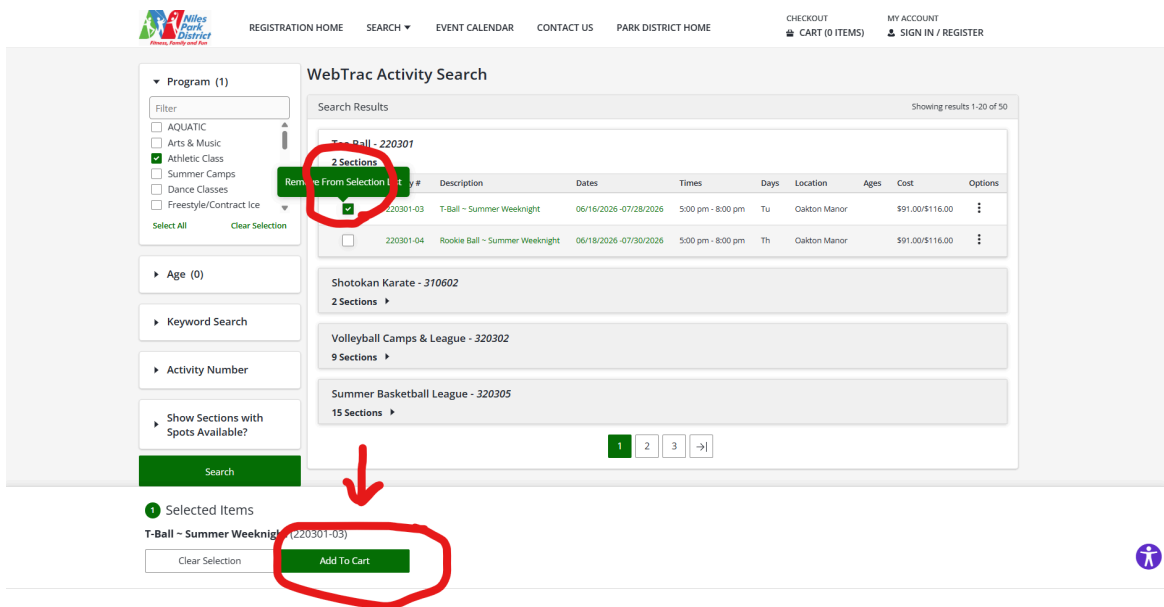 Niles
Park
District
Fitness, Family and Fun
REGISTRATION HOME SEARCH EVENT CALENDAR CONTACT US PARK DISTRICT HOME
CHECKOUT
CART (0 ITEMS)
MY ACCOUNT
SIGN IN / REGISTER
Program (1)
Filter
AQUATIC
Arts & Music
Athletic Class
Summer Camps
Dance Classes
Freestyle/Contract Ice
Select All Clear Selection
Age (0)
Keyword Search
Activity Number
Show Sections with
Spots Available?
Search
WebTrac Activity Search
Search Results Showing results 1-20 of 50
Tee Ball - 220301
2 Sections
Remove From Selection List
# Description Dates Times Days Location Ages Cost Options
220301-03 T-Ball ~ Summer Weeknight 06/16/2026 -07/28/2026 5:00 pm - 8:00 pm Tu Oakton Manor $91.00/$116.00
220301-04 Rookie Ball ~ Summer Weeknight 06/18/2026 -07/30/2026 5:00 pm - 8:00 pm Th Oakton Manor $91.00/$116.00
Shotokan Karate - 310602
2 Sections
Volleyball Camps & League - 320302
9 Sections
Summer Basketball League - 320305
15 Sections
1 2 3
1 Selected Items
T-Ball ~ Summer Weeknight (220301-03)
Clear Selection Add To Cart